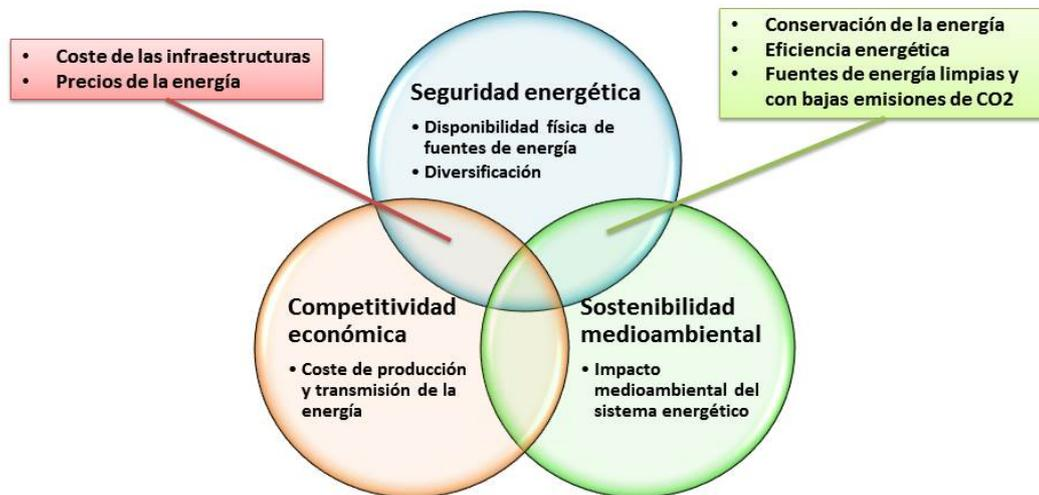 • Coste de las infraestructuras
• Precios de la energía
• Conservación de la energía
• Eficiencia energética
• Fuentes de energía limpias y
con bajas emisiones de CO2
Seguridad energética
• Disponibilidad física de
fuentes de energía
• Diversificación
Competitividad
económica
• Coste de producción
y transmisión de la
energía
Sostenibilidad
medioambiental
• Impacto
medioambiental del
sistema energético